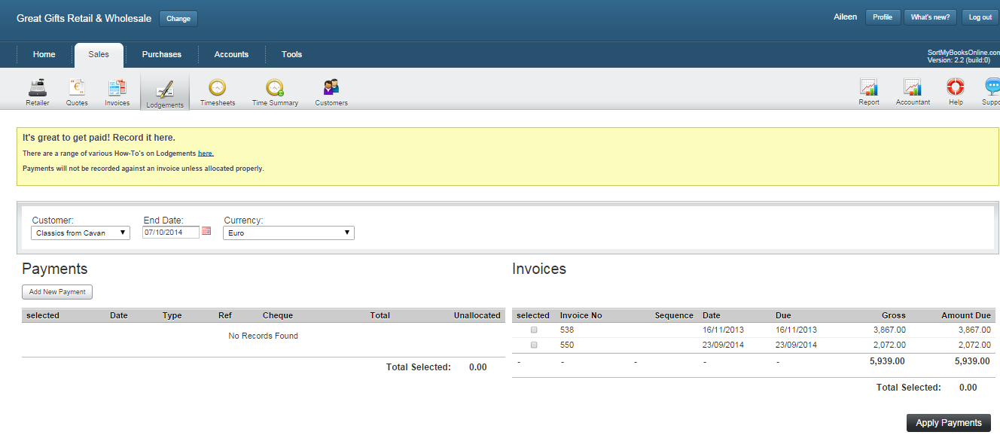 Great Gifts Retail & Wholesale Change
Aileen Profile What's new? Log out
Home Sales Purchases Accounts Tools
SortMyBooksOnline.com
Version: 2.2 (build:0)
Retailer Quotes Invoices Lodgements Timesheets Time Summary Customers Report Accountant Help
It's great to get paid! Record it here.
There are a range of various How-To's on Lodgements here.
Payments will not be recorded against an invoice unless allocated properly.
Customer: End Date: Currency:
Classics from Cavan 07/10/2014 Euro
Payments
Add New Payment
selected Date Type Ref Cheque Total Unallocated
No Records Found
Total Selected: 0.00
Invoices
selected Invoice No Sequence Date Due Gross Amount Due
538 16/11/2013 16/11/2013 3,867.00 3,867.00
550 23/09/2014 23/09/2014 2,072.00 2,072.00
- - - - - 5,939.00 5,939.00
Total Selected: 0.00
Apply Payments